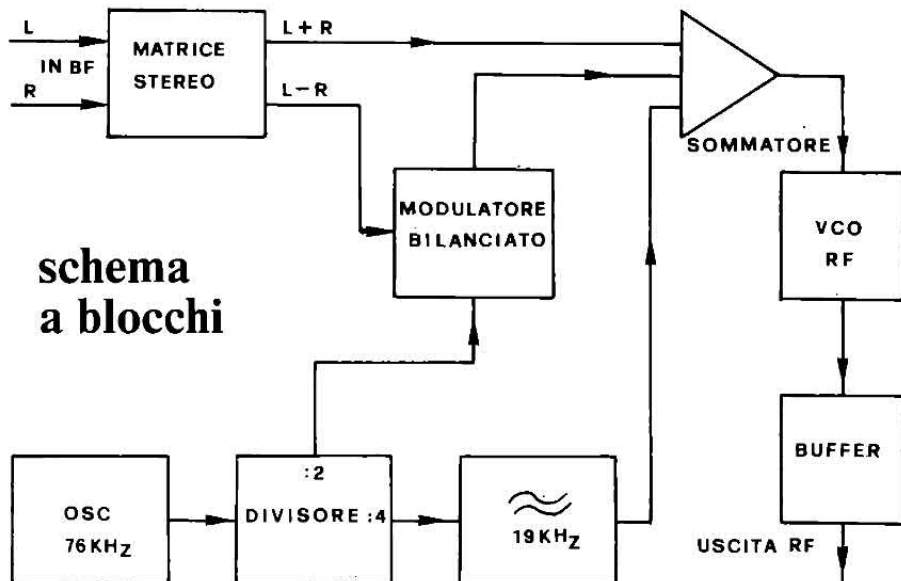 L
IN BF
R
MATRICE
STEREO
L+R
L−R
SOMMATORE
MODULATORE
BILANCIATO
VCO
RF
schema
a blocchi
BUFFER
:2
OSC
76KHz
DIVISORE :4
19KHz
USCITA RF